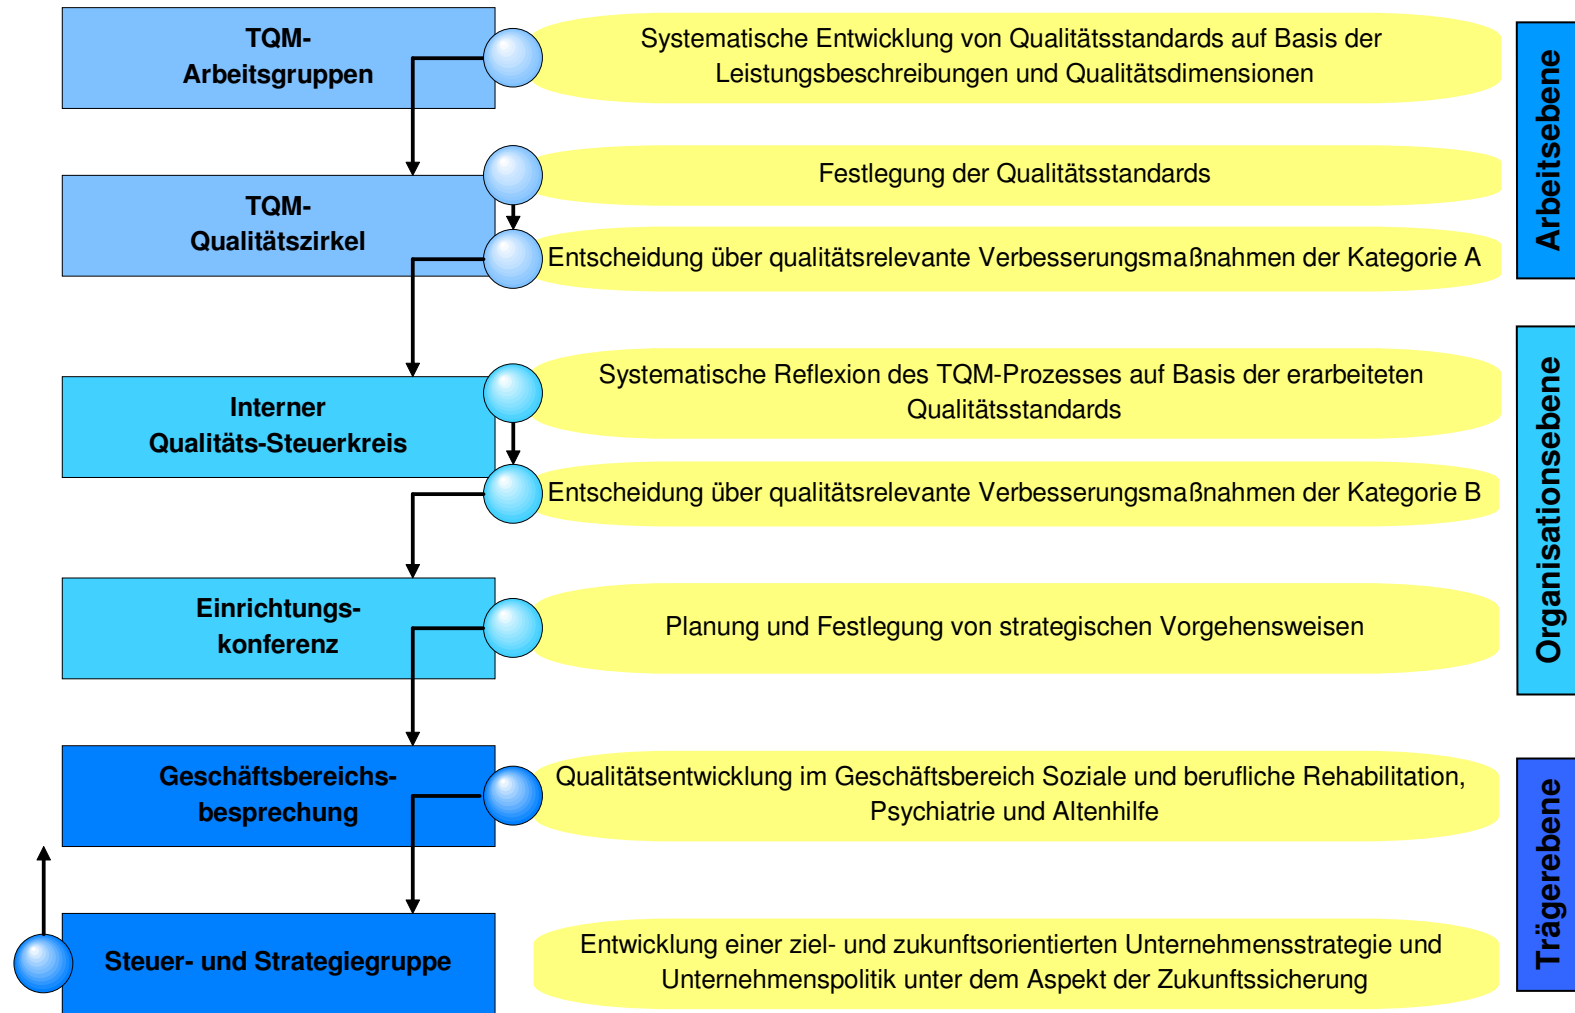 TQM-
Arbeitsgruppen
Systematische Entwicklung von Qualitätsstandards auf Basis der
Leistungsbeschreibungen und Qualitätsdimensionen
Arbeitsebene
TQM-
Qualitätszirkel
Festlegung der Qualitätsstandards
Entscheidung über qualitätsrelevante Verbesserungsmaßnahmen der Kategorie A
Interner
Qualitäts-Steuerkreis
Systematische Reflexion des TQM-Prozesses auf Basis der erarbeiteten
Qualitätsstandards
Entscheidung über qualitätsrelevante Verbesserungsmaßnahmen der Kategorie B
Organisationsebene
Einrichtungs-
konferenz
Planung und Festlegung von strategischen Vorgehensweisen
Geschäftsbereichs-
besprechung
Qualitätsentwicklung im Geschäftsbereich Soziale und berufliche Rehabilitation,
Psychiatrie und Altenhilfe
Trägerebene
Steuer- und Strategiegruppe
Entwicklung einer ziel- und zukunftsorientierten Unternehmensstrategie und
Unternehmenspolitik unter dem Aspekt der Zukunftssicherung